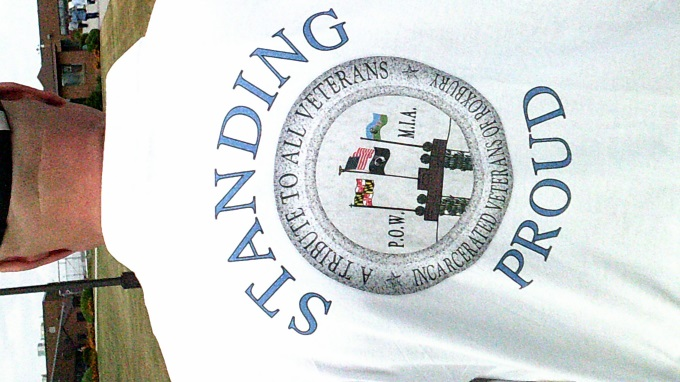 STANDING
A TRIBUTE TO ALL VETERANS
P.O.W. M.I.A.
INCARCERATED VETERANS OF ROXBURY
PROUD